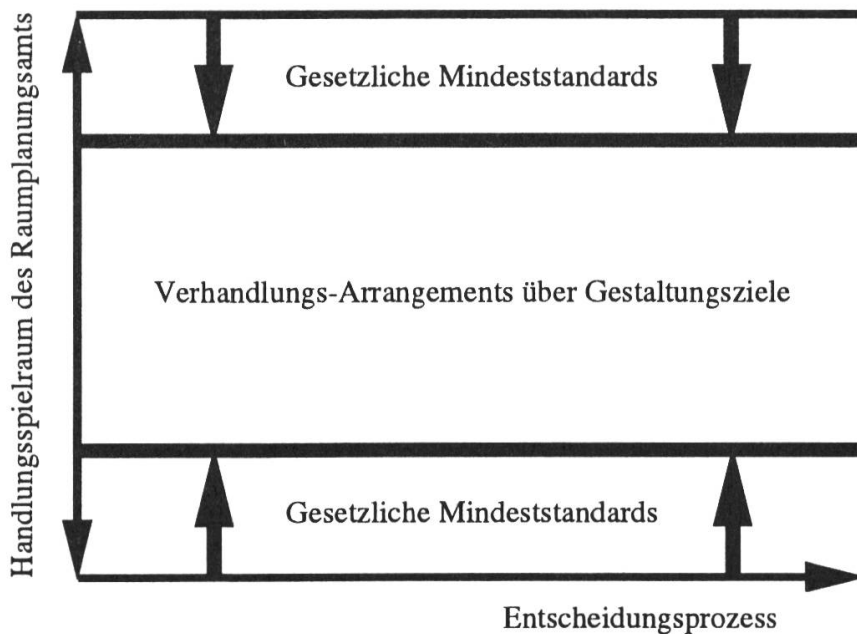 Handlungsspielraum des Raumplanungsamts
Gesetzliche Mindeststandards
Verhandlungs-Arrangements über Gestaltungsziele
Gesetzliche Mindeststandards
Entscheidungsprozess